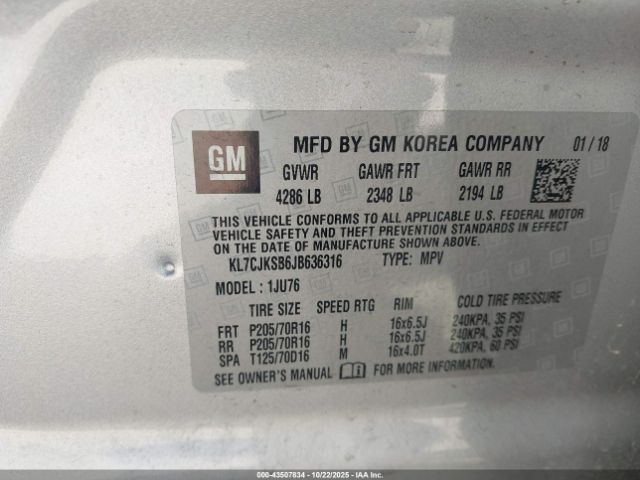 GM
MFD BY GM KOREA COMPANY 01 / 18
GVWR GAWR FRT GAWR RR
4286 LB 2348 LB 2194 LB
THIS VEHICLE CONFORMS TO ALL APPLICABLE U.S. FEDERAL MOTOR
VEHICLE SAFETY AND THEFT PREVENTION STANDARDS IN EFFECT
ON THE DATE OF MANUFACTURE SHOWN ABOVE.
KL7CJKSB6JB636316 TYPE: MPV
MODEL : 1JU76
TIRE SIZE SPEED RTG RIM COLD TIRE PRESSURE
FRT P205/70R16 H 16x6.5J 240KPA, 35 PSI
RR P205/70R16 H 16x6.5J 240KPA, 35 PSI
SPA T125/70D16 M 16x4.0T 420KPA, 60 PSI
SEE OWNER'S MANUAL FOR MORE INFORMATION.
000-43507834 - 10/22/2025 - COPYRIGHT IAA, LLC.